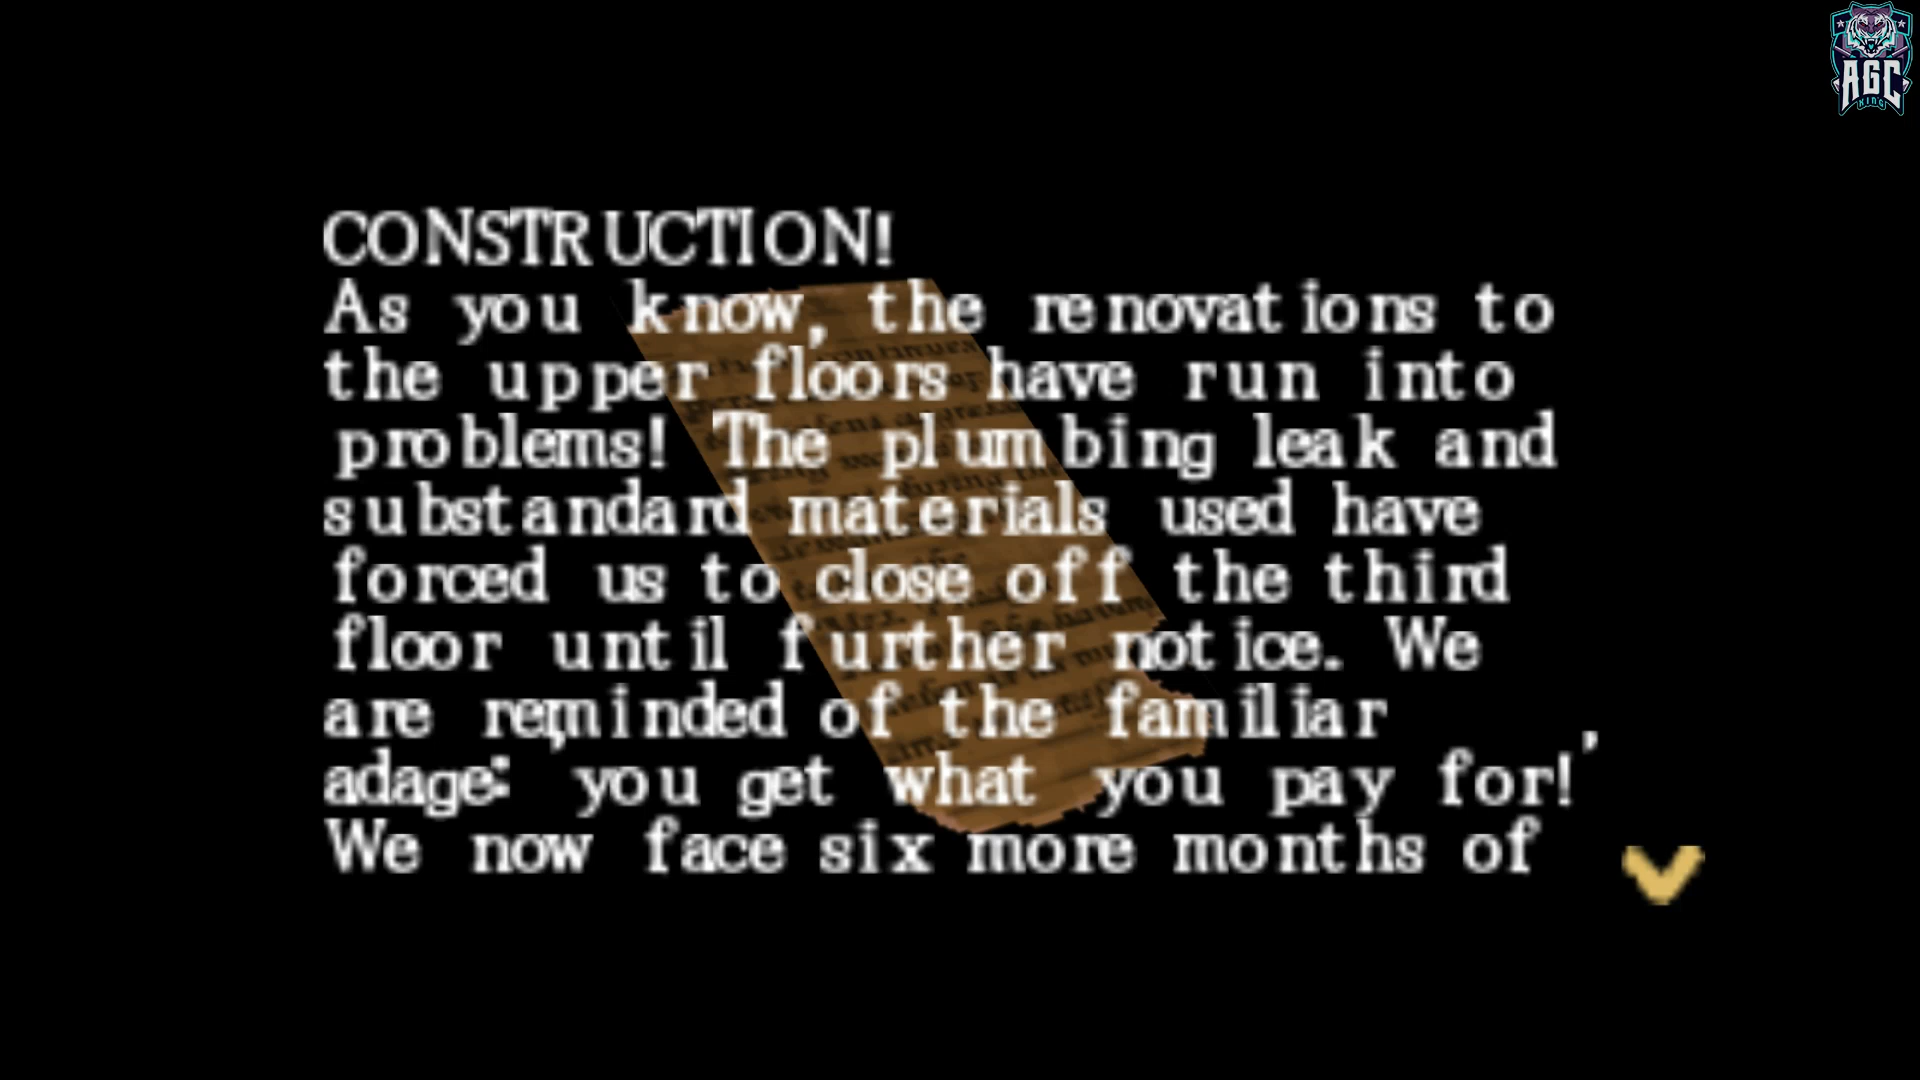 AGC
KING
CONSTRUCTION!
As you know, the renovations to
the upper floors have run into
problems! The plumbing leak and
substandard materials used have
forced us to close off the third
floor until further notice. We
are reminded of the familiar
adage: 'you get what you pay for!'
We now face six more months of